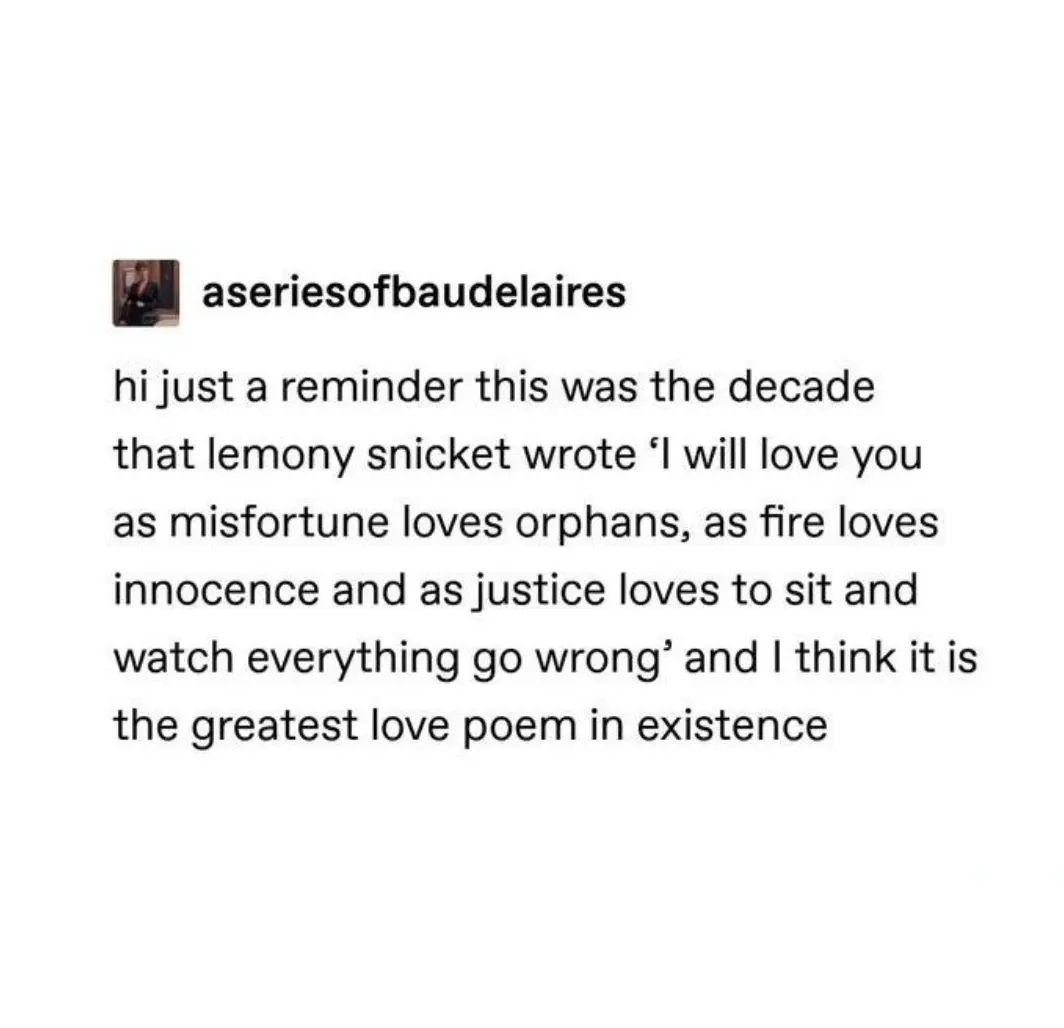 aseriesofbaudelaires
hi just a reminder this was the decade
that lemony snicket wrote ‘I will love you
as misfortune loves orphans, as fire loves
innocence and as justice loves to sit and
watch everything go wrong’ and I think it is
the greatest love poem in existence